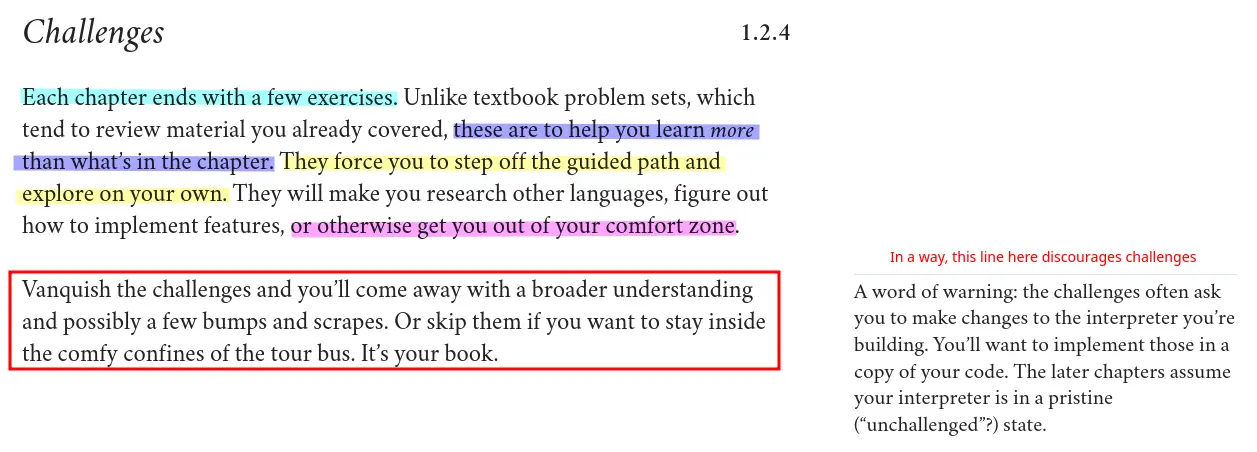 Challenges
1.2.4
Each chapter ends with a few exercises. Unlike textbook problem sets, which
tend to review material you already covered, these are to help you learn more
than what’s in the chapter. They force you to step off the guided path and
explore on your own. They will make you research other languages, figure out
how to implement features, or otherwise get you out of your comfort zone.
Vanquish the challenges and you’ll come away with a broader understanding
and possibly a few bumps and scrapes. Or skip them if you want to stay inside
the comfy confines of the tour bus. It’s your book.
In a way, this line here discourages challenges
A word of warning: the challenges often ask
you to make changes to the interpreter you’re
building. You’ll want to implement those in a
copy of your code. The later chapters assume
your interpreter is in a pristine
(“unchallenged”?) state.